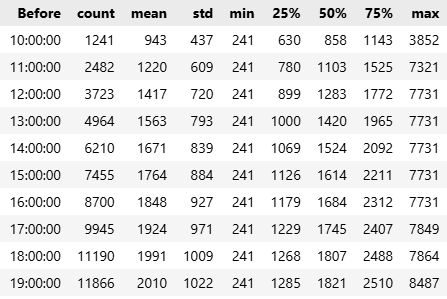 Before count mean std min 25% 50% 75% max
10:00:00 1241 943 437 241 630 858 1143 3852
11:00:00 2482 1220 609 241 780 1103 1525 7321
12:00:00 3723 1417 720 241 899 1283 1772 7731
13:00:00 4964 1563 793 241 1000 1420 1965 7731
14:00:00 6210 1671 839 241 1069 1524 2092 7731
15:00:00 7455 1764 884 241 1126 1614 2211 7731
16:00:00 8700 1848 927 241 1179 1684 2312 7731
17:00:00 9945 1924 971 241 1229 1745 2407 7849
18:00:00 11190 1991 1009 241 1268 1807 2488 7864
19:00:00 11866 2010 1022 241 1285 1821 2510 8487